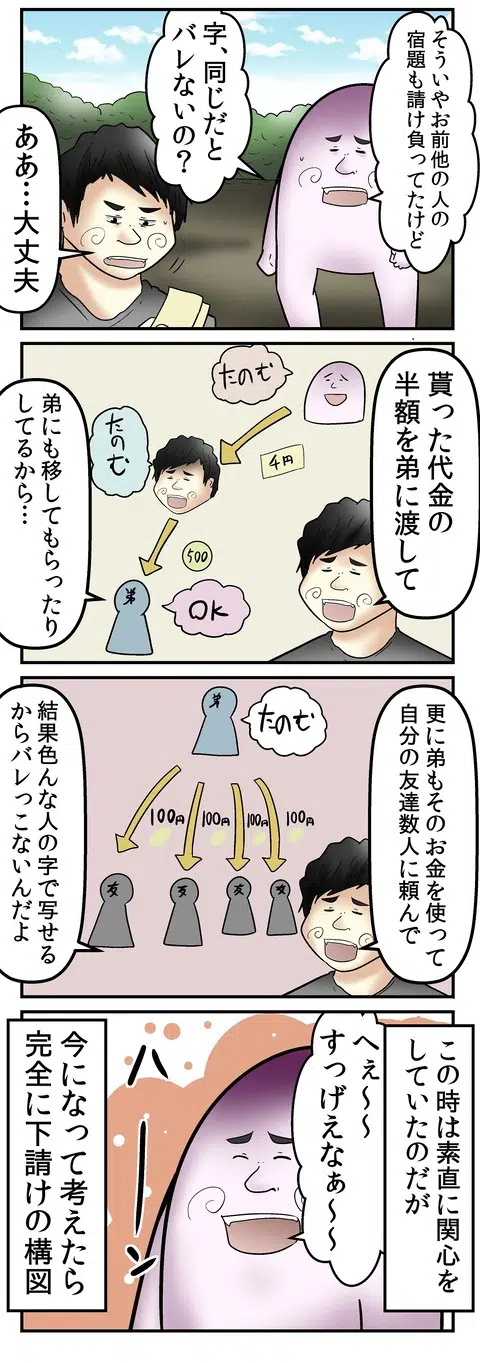 そういやお前他の人の
宿題も請け負ってたけど
字、同じだと
バレないの？
ああ…大丈夫
貰った代金の
半額を弟に渡して
たのむ
千円
たのむ
500
弟
OK
弟にも移してもらったり
してるから…
更に弟もそのお金を使って
自分の友達数人に頼んで
弟
たのむ
100円
100円
100円
100円
友
友
友
友
結果色んな人の字で写せる
からバレっこないんだよ
この時は素直に関心を
していたのだが
へぇ〜〜
すっげえなぁ〜〜
ハーン
今になって考えたら
完全に下請けの構図